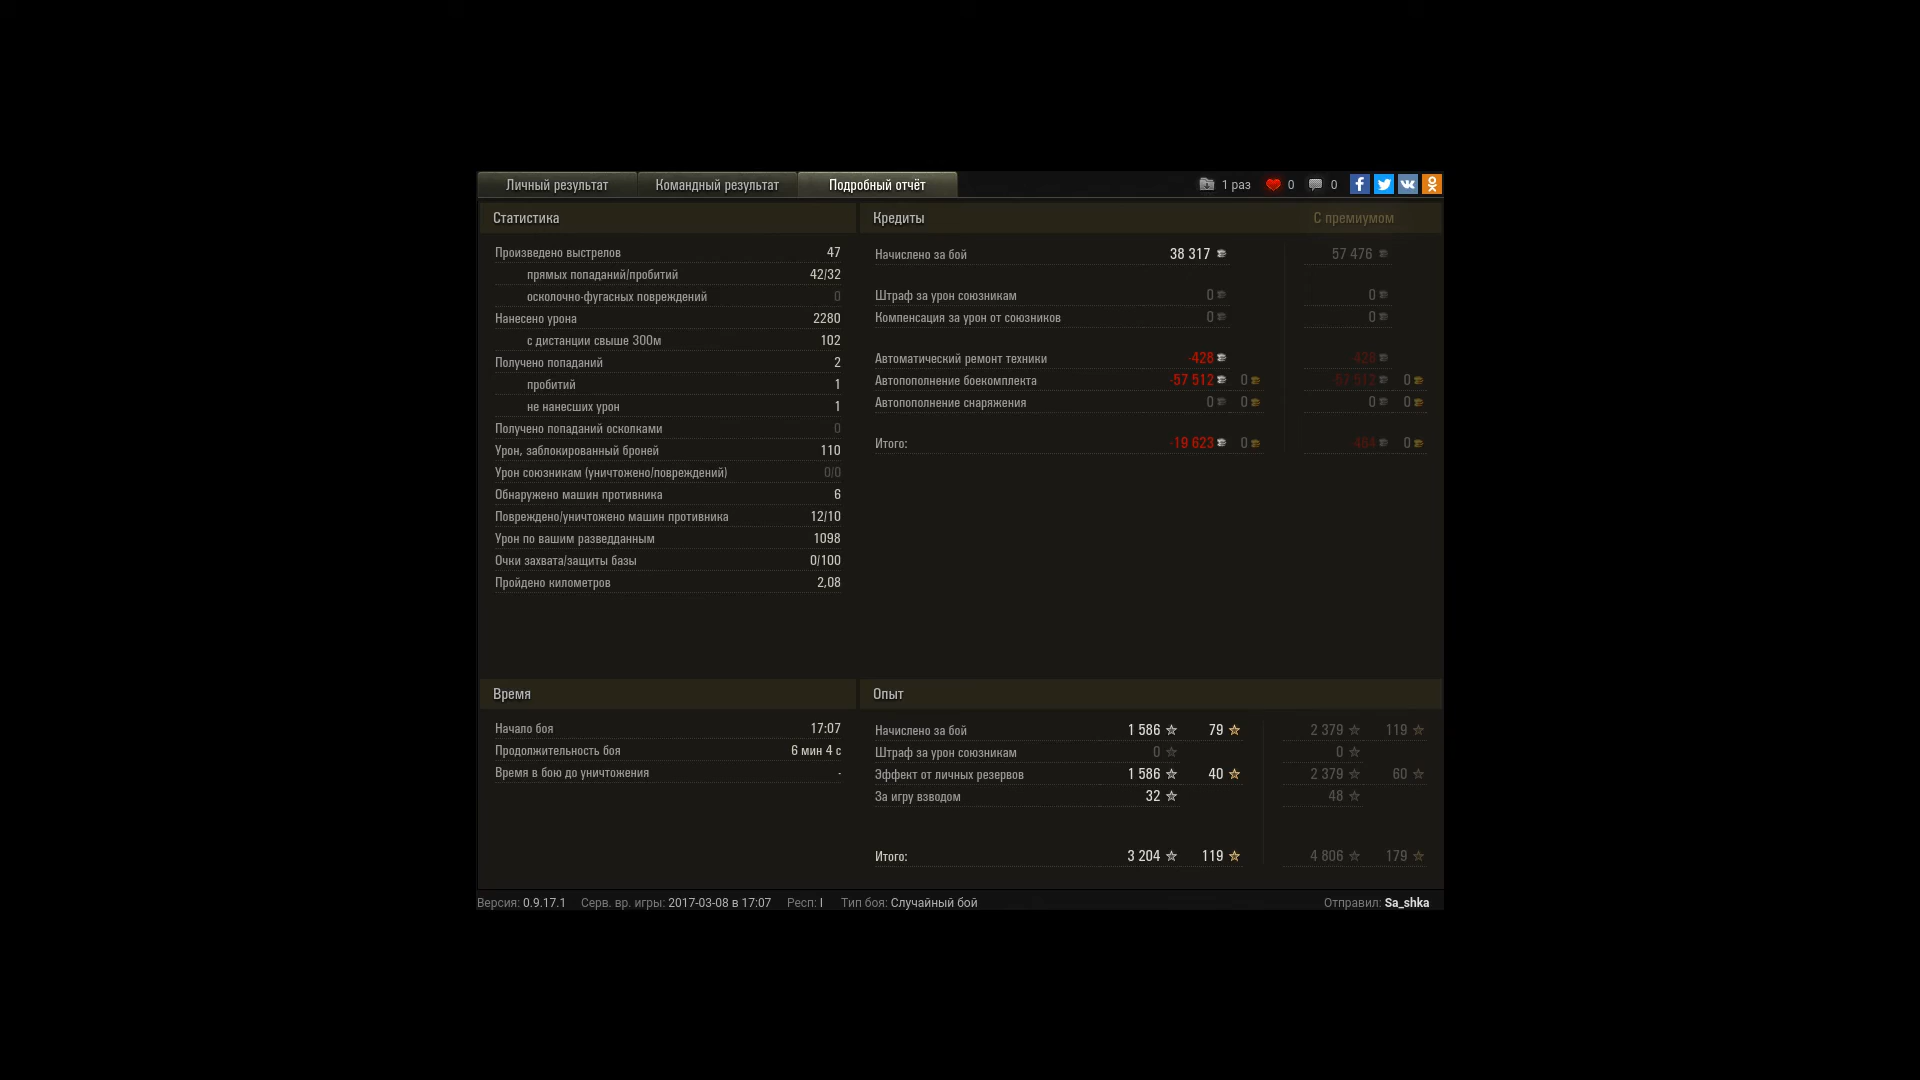 Личный результат Командный результат Подробный отчёт 1 раз 0 0
Статистика
Произведено выстрелов 47
прямых попаданий/пробитий 42/32
осколочно-фугасных повреждений 0
Нанесено урона 2280
с дистанции свыше 300м 102
Получено попаданий 2
пробитий 1
не нанесших урон 1
Получено попаданий осколками 0
Урон, заблокированный броней 110
Урон союзникам (уничтожено/повреждений) 0/0
Обнаружено машин противника 6
Повреждено/уничтожено машин противника 12/10
Урон по вашим разведданным 1098
Очки захвата/защиты базы 0/100
Пройдено километров 2,08
Кредиты С премиумом
Начислено за бой 38 317 57 476
Штраф за урон союзникам 0 0
Компенсация за урон от союзников 0 0
Автоматический ремонт техники -428 -428
Автопополнение боекомплекта -57 512 0 -57 512 0
Автопополнение снаряжения 0 0 0 0
Итого: -19 623 0 -464 0
Время
Начало боя 17:07
Продолжительность боя 6 мин 4 с
Время в бою до уничтожения -
Опыт
Начислено за бой 1 586 79 2 379 119
Штраф за урон союзникам 0 0
Эффект от личных резервов 1 586 40 2 379 60
За игру взводом 32 48
Итого: 3 204 119 4 806 179
Версия: 0.9.17.1 Серв. вр. игры: 2017-03-08 в 17:07 Респ: I Тип боя: Случайный бой Отправил: Sa_shka